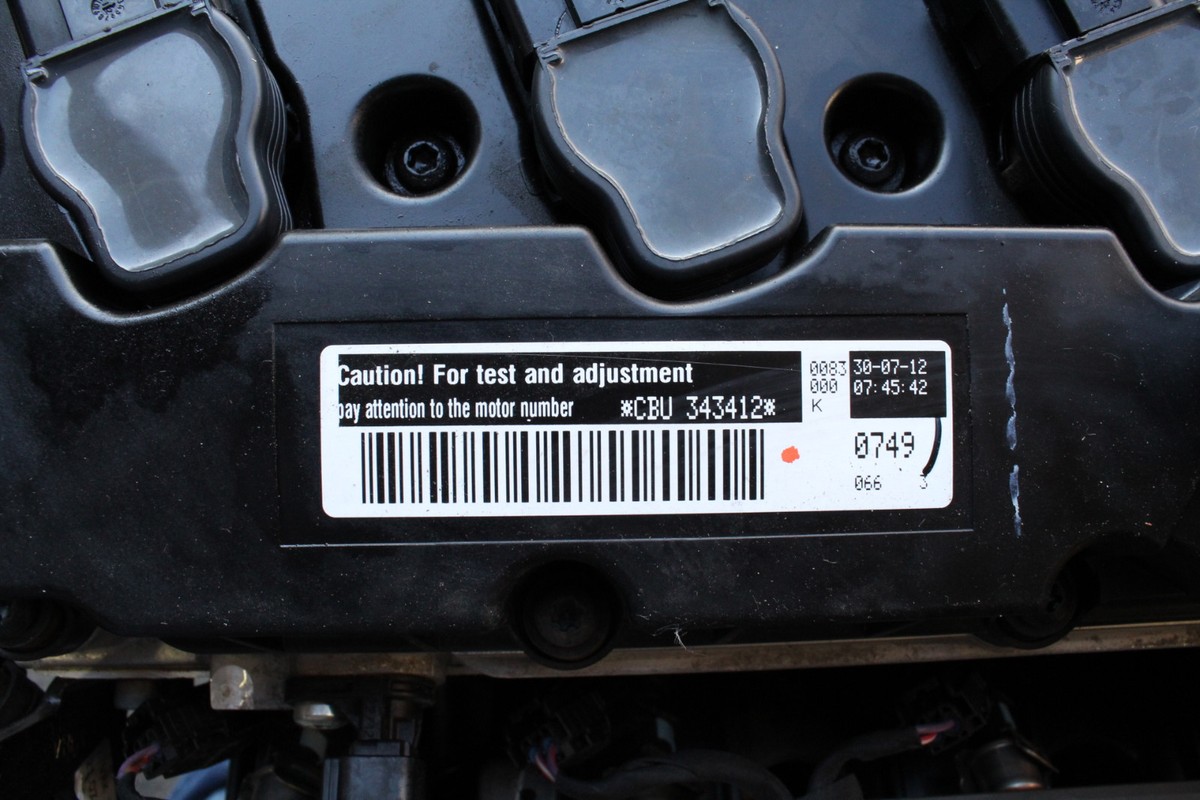 Caution! For test and adjustment
pay attention to the motor number *CBU 343412*
0083
000
K
30-07-12
07:45:42
0749
066 3